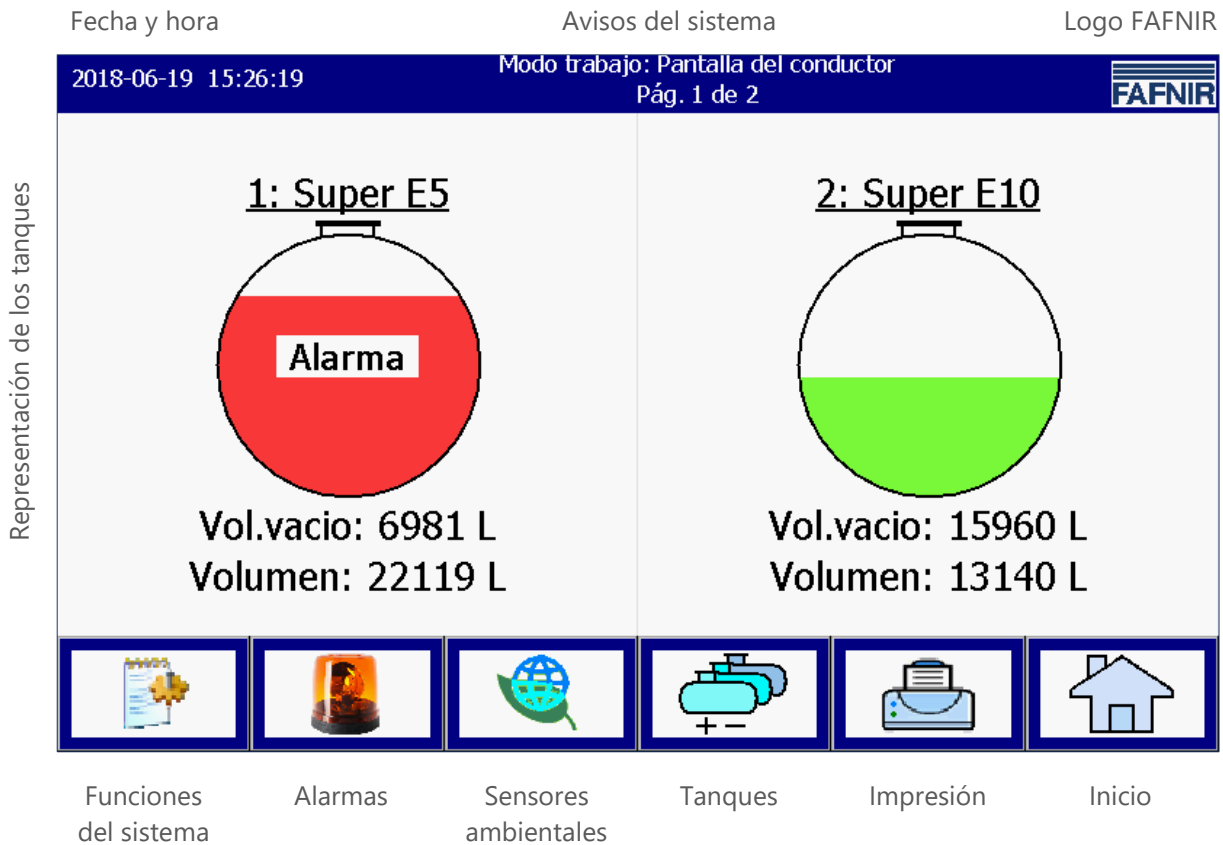 Fecha y hora
Avisos del sistema
Logo FAFNIR
2018-06-19 15:26:19
Modo trabajo: Pantalla del conductor
Pág. 1 de 2
FAFNIR
Representación de los tanques
1: Super E5
Alarma
Vol.vacio: 6981 L
Volumen: 22119 L
2: Super E10
Vol.vacio: 15960 L
Volumen: 13140 L
+ −
Funciones
del sistema
Alarmas
Sensores
ambientales
Tanques
Impresión
Inicio